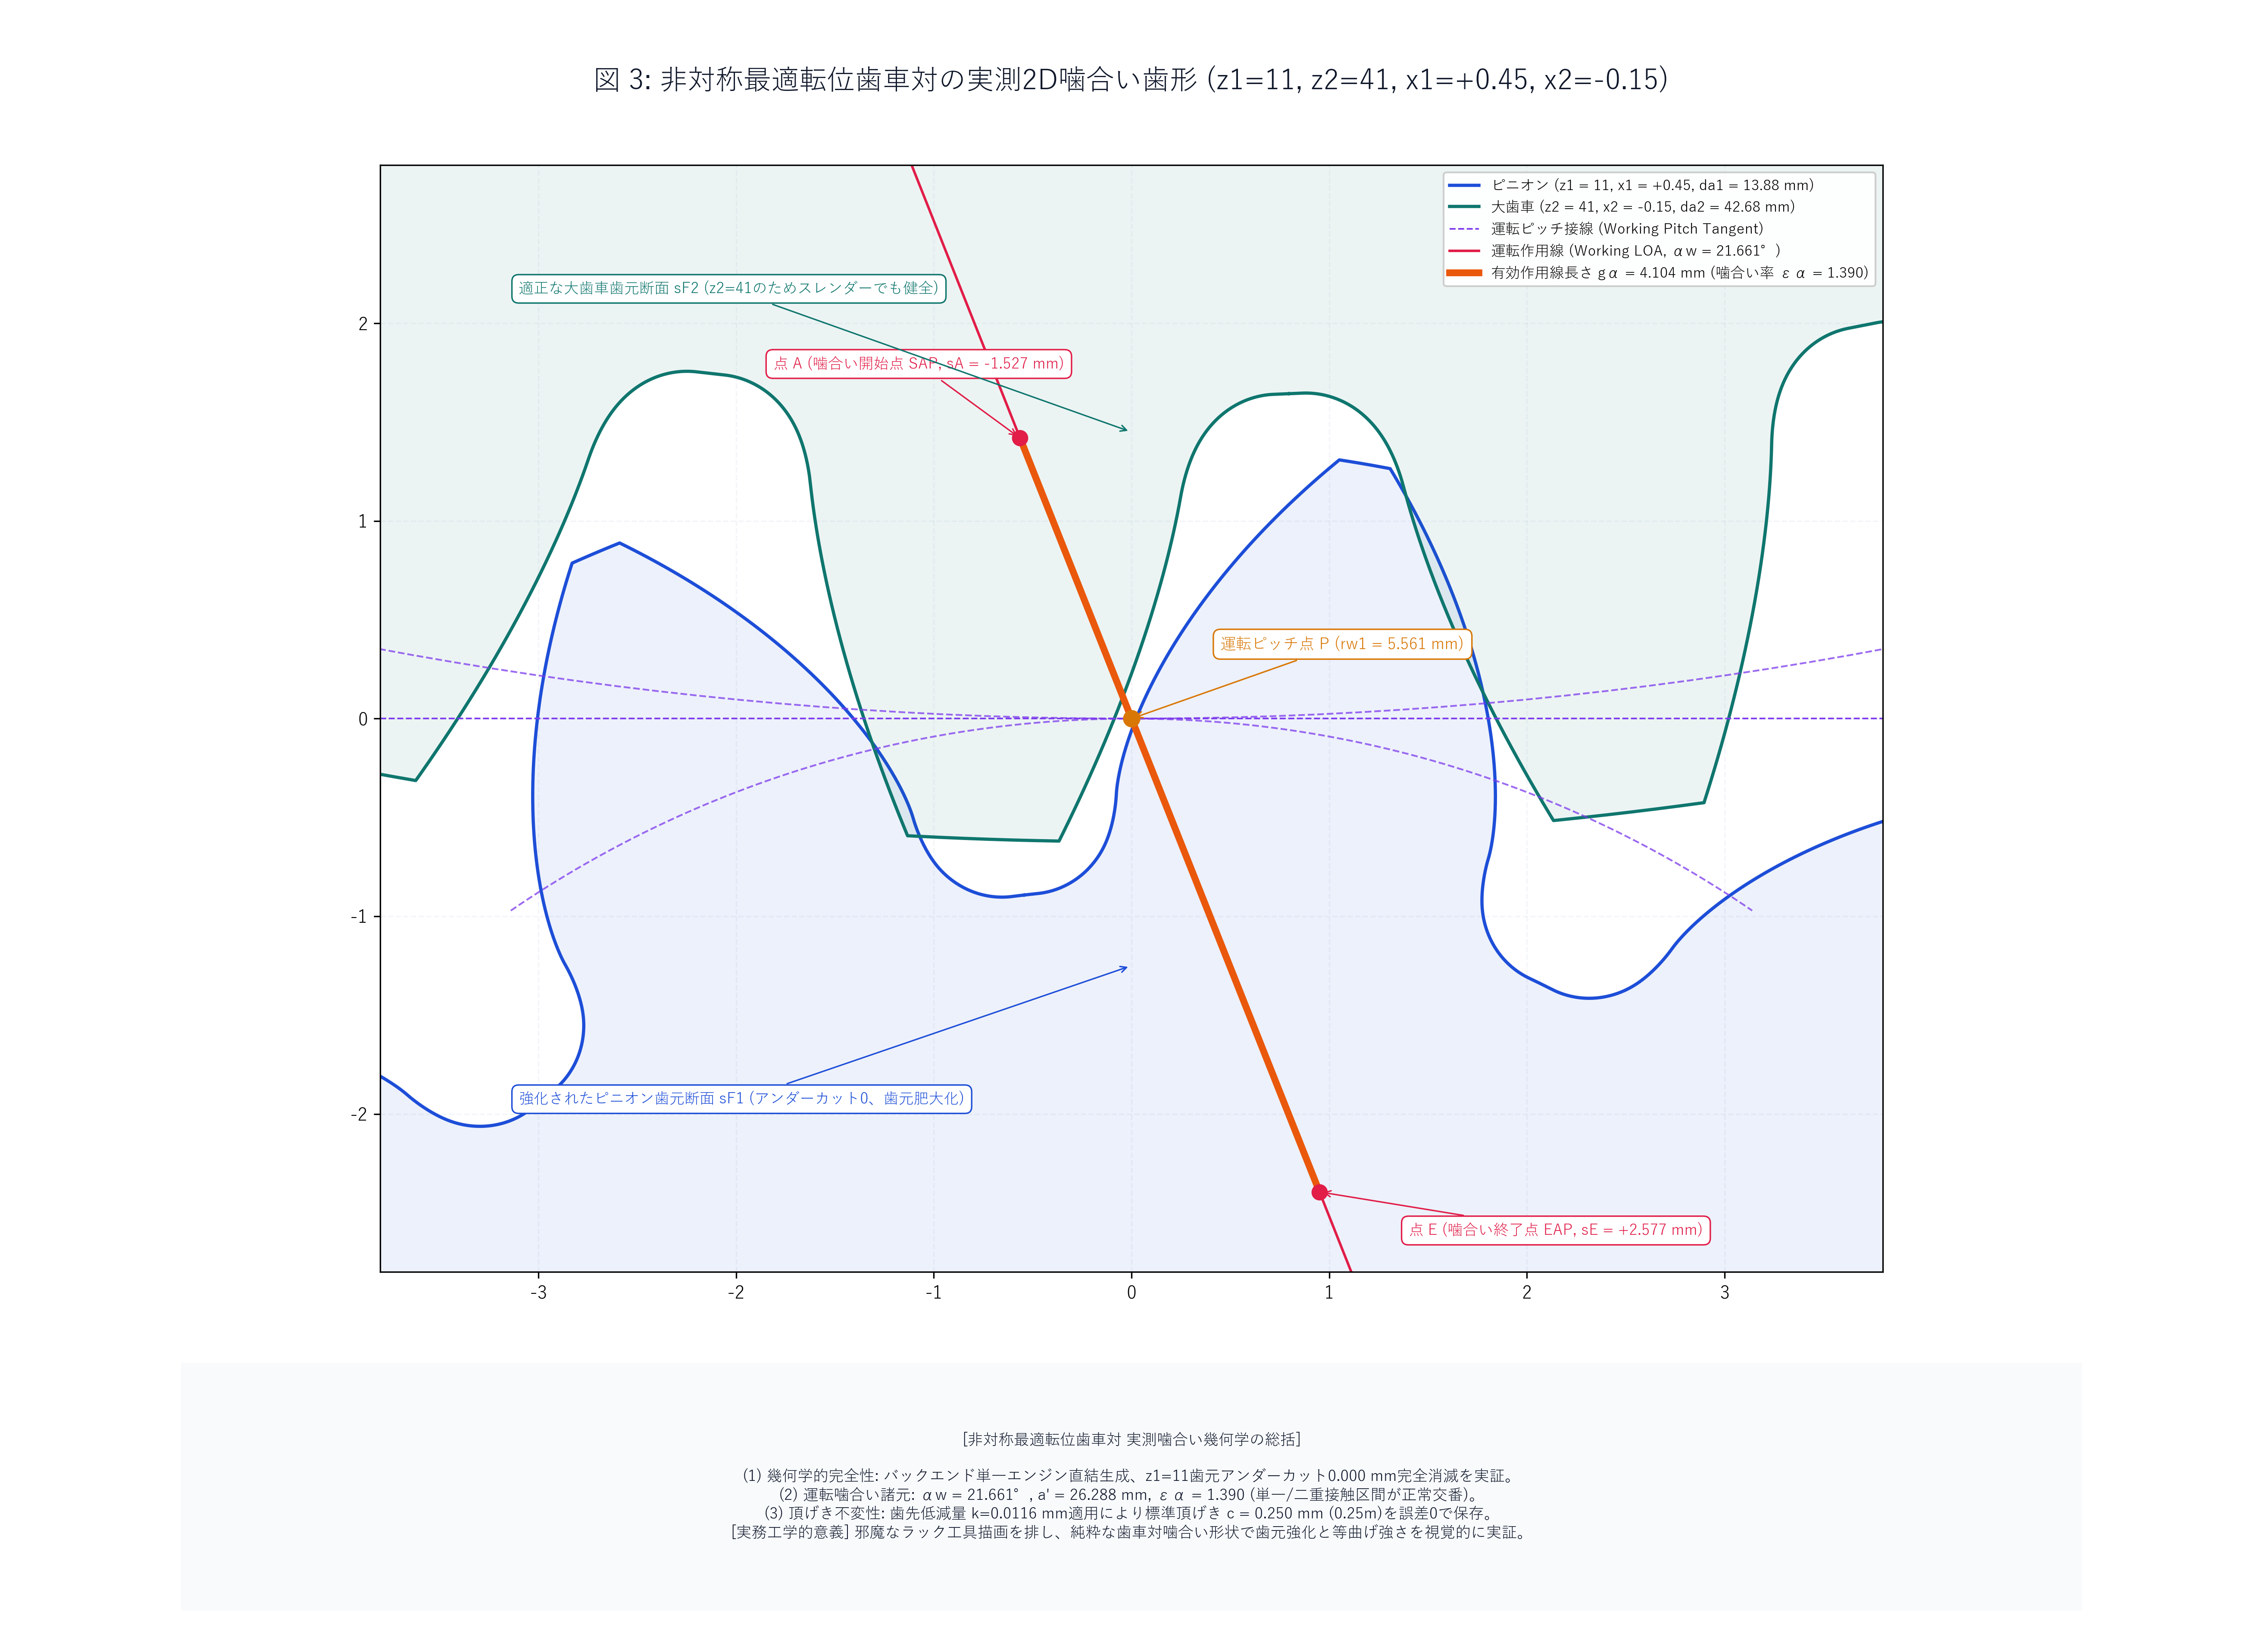 図 3: 非対称最適転位歯車対の実測2D噛合い歯形 (z1=11, z2=41, x1=+0.45, x2=-0.15)
ピニオン (z1 = 11, x1 = +0.45, da1 = 13.88 mm)
大歯車 (z2 = 41, x2 = -0.15, da2 = 42.68 mm)
運転ピッチ接線 (Working Pitch Tangent)
運転作用線 (Working LOA, αw = 21.661° )
有効作用線長さ gα = 4.104 mm (噛合い率 εα = 1.390)
適正な大歯車歯元断面 sF2 (z2=41のためスレンダーでも健全)
点 A (噛合い開始点 SAP, sA = -1.527 mm)
運転ピッチ点 P (rw1 = 5.561 mm)
強化されたピニオン歯元断面 sF1 (アンダーカット0、歯元肥大化)
点 E (噛合い終了点 EAP, sE = +2.577 mm)
2
1
0
-1
-2
-3
-2
-1
0
1
2
3
[非対称最適転位歯車対 実測噛合い幾何学の総括]
(1) 幾何学的完全性: バックエンド単一エンジン直結生成、z1=11歯元アンダーカット0.000 mm完全消滅を実証。
(2) 運転噛合い諸元: αw = 21.661° , a' = 26.288 mm, εα = 1.390 (単一/二重接触区間が正常交番)。
(3) 頂げき不変性: 歯先低減量 k=0.0116 mm適用により標準頂げき c = 0.250 mm (0.25m)を誤差0で保存。
[実務工学的意義] 邪魔なラック工具描画を排し、純粋な歯車対噛合い形状で歯元強化と等曲げ強さを視覚的に実証。